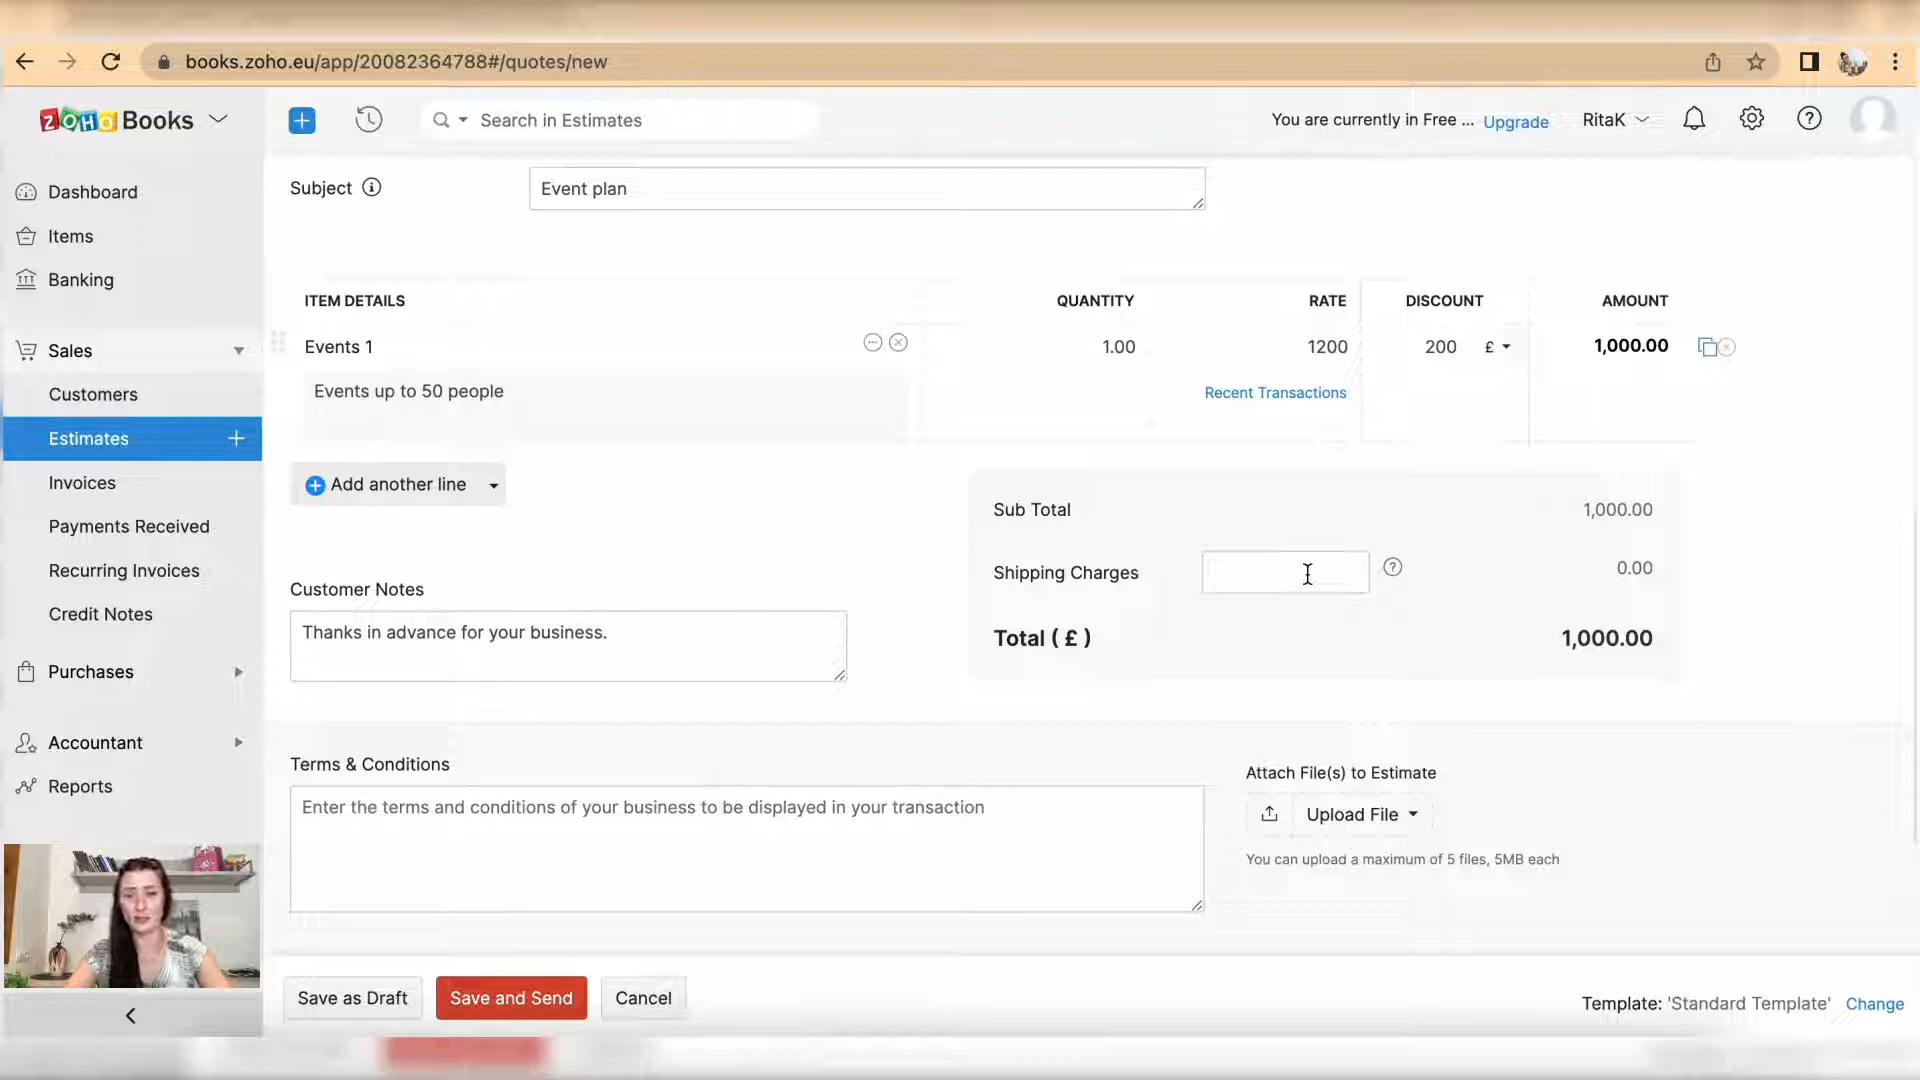 books.zoho.eu/app/20082364788#/quotes/new
ZOHO Books
Search in Estimates
You are currently in Free ... Upgrade
RitaK
Dashboard
Items
Banking
Sales
Customers
Estimates
Invoices
Payments Received
Recurring Invoices
Credit Notes
Purchases
Accountant
Reports
Subject
Event plan
ITEM DETAILS QUANTITY RATE DISCOUNT AMOUNT
Events 1 1.00 1200 200 £ 1,000.00
Events up to 50 people
Recent Transactions
Add another line
Sub Total 1,000.00
Shipping Charges 0.00
Total ( £ ) 1,000.00
Customer Notes
Thanks in advance for your business.
Terms & Conditions
Enter the terms and conditions of your business to be displayed in your transaction
Attach File(s) to Estimate
Upload File
You can upload a maximum of 5 files, 5MB each
Save as Draft
Save and Send
Cancel
Template: 'Standard Template' Change